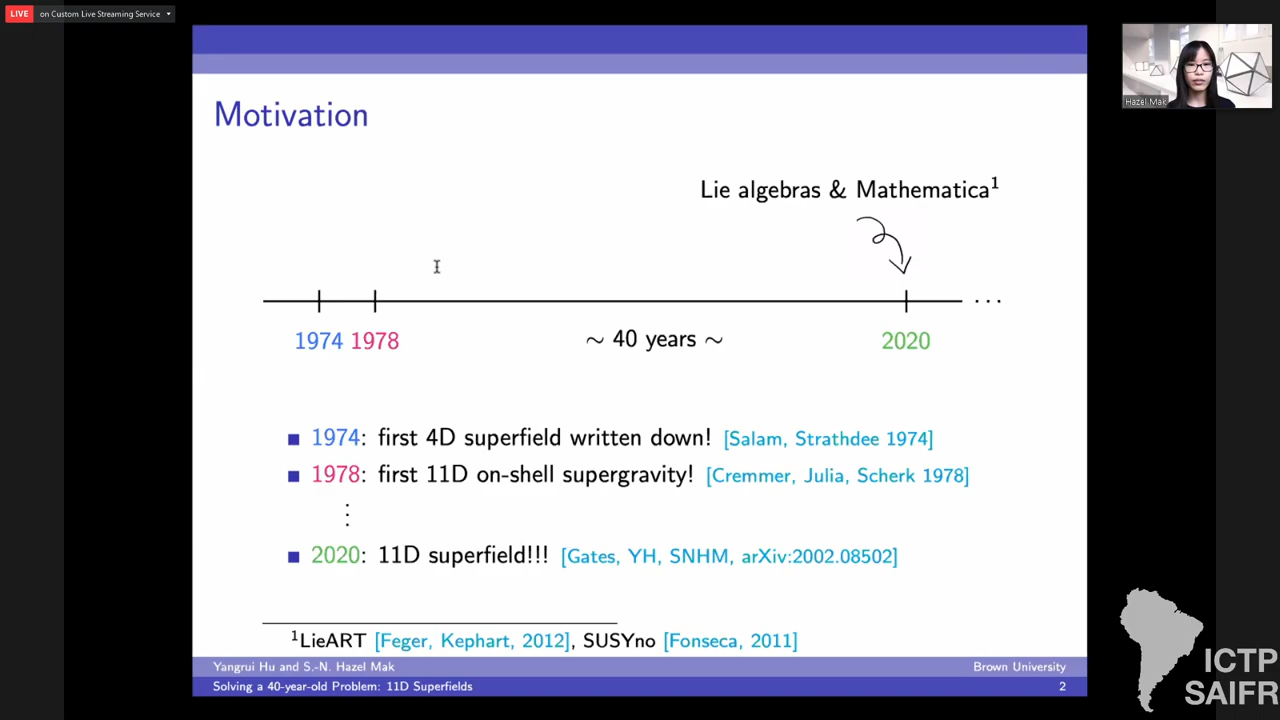 LIVE on Custom Live Streaming Service
Hazel Mak
Motivation
Lie algebras & Mathematica¹
1974 1978 ∼ 40 years ∼ 2020 · · ·
1974: first 4D superfield written down! [Salam, Strathdee 1974]
1978: first 11D on-shell supergravity! [Cremmer, Julia, Scherk 1978]
⋮
2020: 11D superfield!!! [Gates, YH, SNHM, arXiv:2002.08502]
¹LieART [Feger, Kephart, 2012], SUSYno [Fonseca, 2011]
Yangrui Hu and S.-N. Hazel Mak Brown University
Solving a 40-year-old Problem: 11D Superfields 2
ICTP
SAIFR